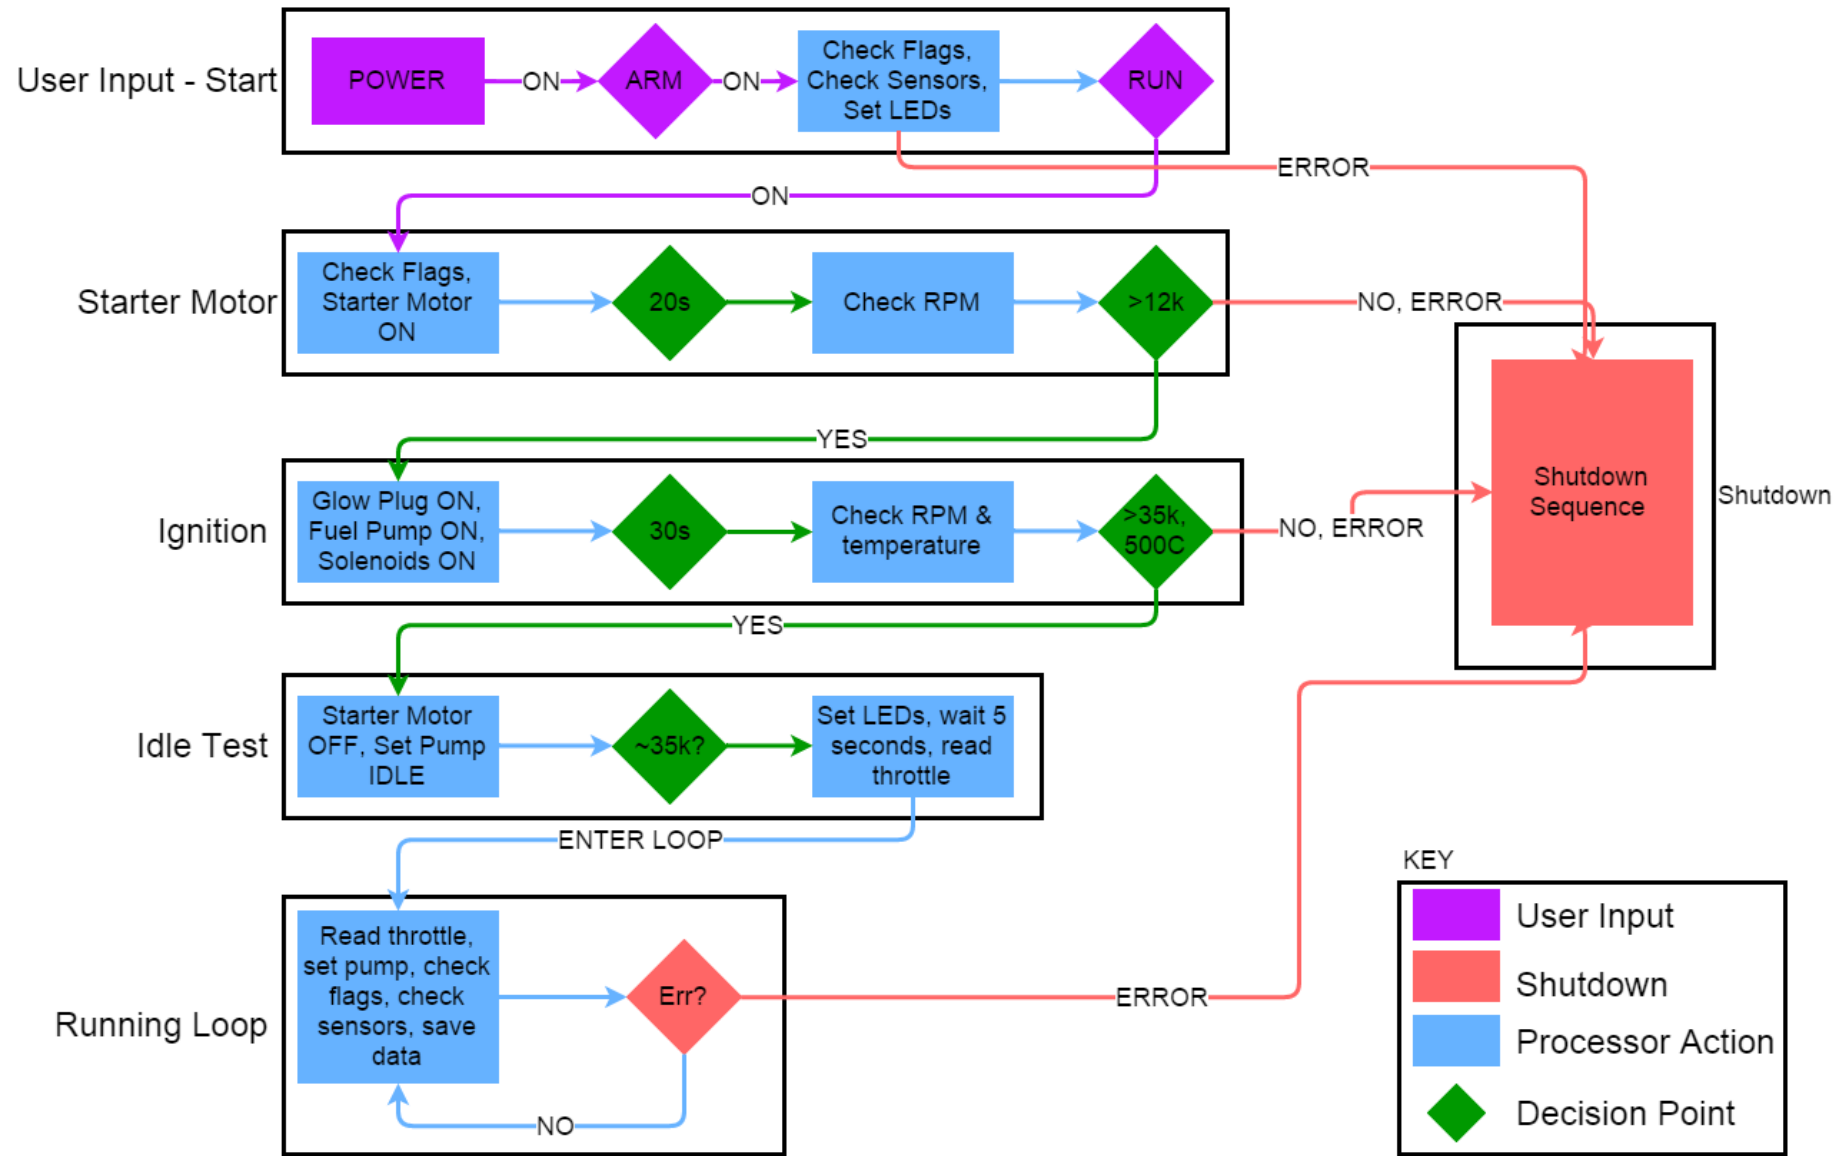 User Input - Start
POWER
ON
ARM
ON
Check Flags,
Check Sensors,
Set LEDs
RUN
ERROR
ON
Starter Motor
Check Flags,
Starter Motor
ON
20s
Check RPM
>12k
NO, ERROR
YES
Ignition
Glow Plug ON,
Fuel Pump ON,
Solenoids ON
30s
Check RPM &
temperature
>35k,
500C
NO, ERROR
Shutdown
Sequence
Shutdown
YES
Idle Test
Starter Motor
OFF, Set Pump
IDLE
~35k?
Set LEDs, wait 5
seconds, read
throttle
ENTER LOOP
Running Loop
Read throttle,
set pump, check
flags, check
sensors, save
data
Err?
ERROR
NO
KEY
User Input
Shutdown
Processor Action
Decision Point